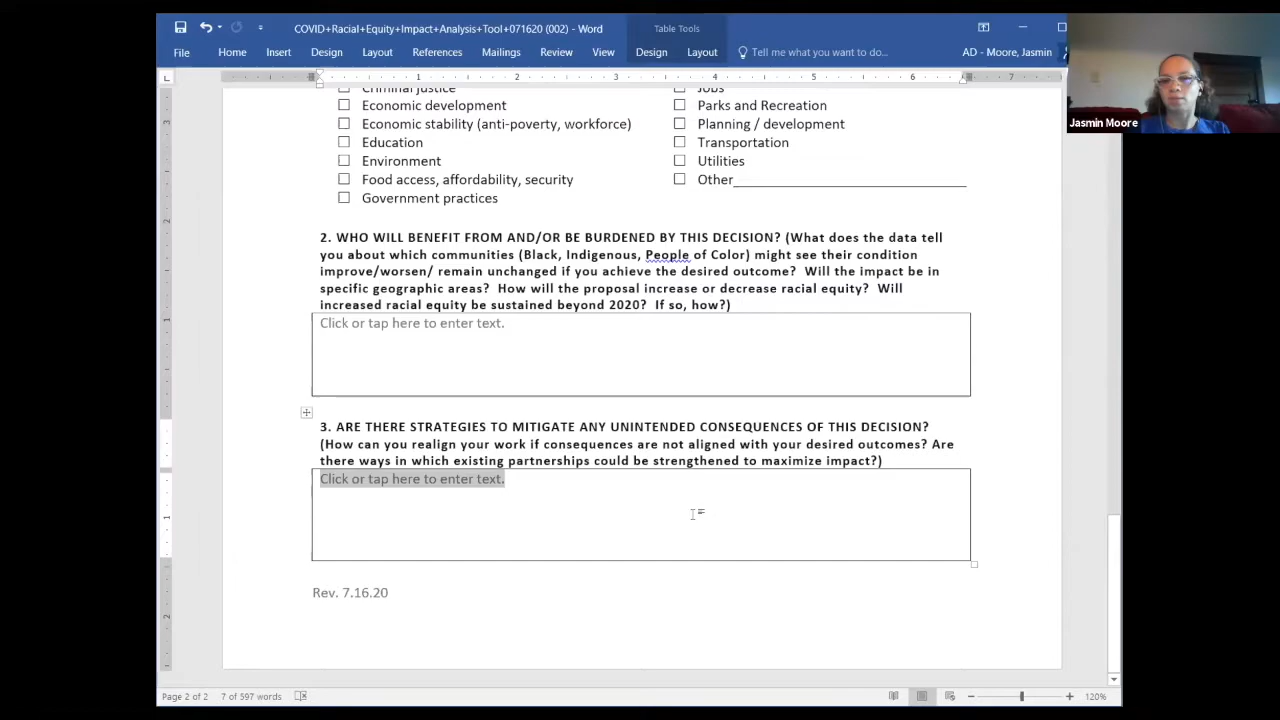 COVID+Racial+Equity+Impact+Analysis+Tool+071620 (002) - Word
Table Tools
File Home Insert Design Layout References Mailings Review View Design Layout Tell me what you want to do... AD - Moore, Jasmin
Jasmin Moore
1 2 3 4 5 6 7
Criminal justice
Jobs
☐ Economic development
☐ Parks and Recreation
☐ Economic stability (anti-poverty, workforce)
☐ Planning / development
☐ Education
☐ Transportation
☐ Environment
☐ Utilities
☐ Food access, affordability, security
☐ Other______________________________
☐ Government practices
2. WHO WILL BENEFIT FROM AND/OR BE BURDENED BY THIS DECISION? (What does the data tell
you about which communities (Black, Indigenous, People of Color) might see their condition
improve/worsen/ remain unchanged if you achieve the desired outcome? Will the impact be in
specific geographic areas? How will the proposal increase or decrease racial equity? Will
increased racial equity be sustained beyond 2020? If so, how?)
Click or tap here to enter text.
3. ARE THERE STRATEGIES TO MITIGATE ANY UNINTENDED CONSEQUENCES OF THIS DECISION?
(How can you realign your work if consequences are not aligned with your desired outcomes? Are
there ways in which existing partnerships could be strengthened to maximize impact?)
Click or tap here to enter text.
Rev. 7.16.20
Page 2 of 2 7 of 597 words 120%